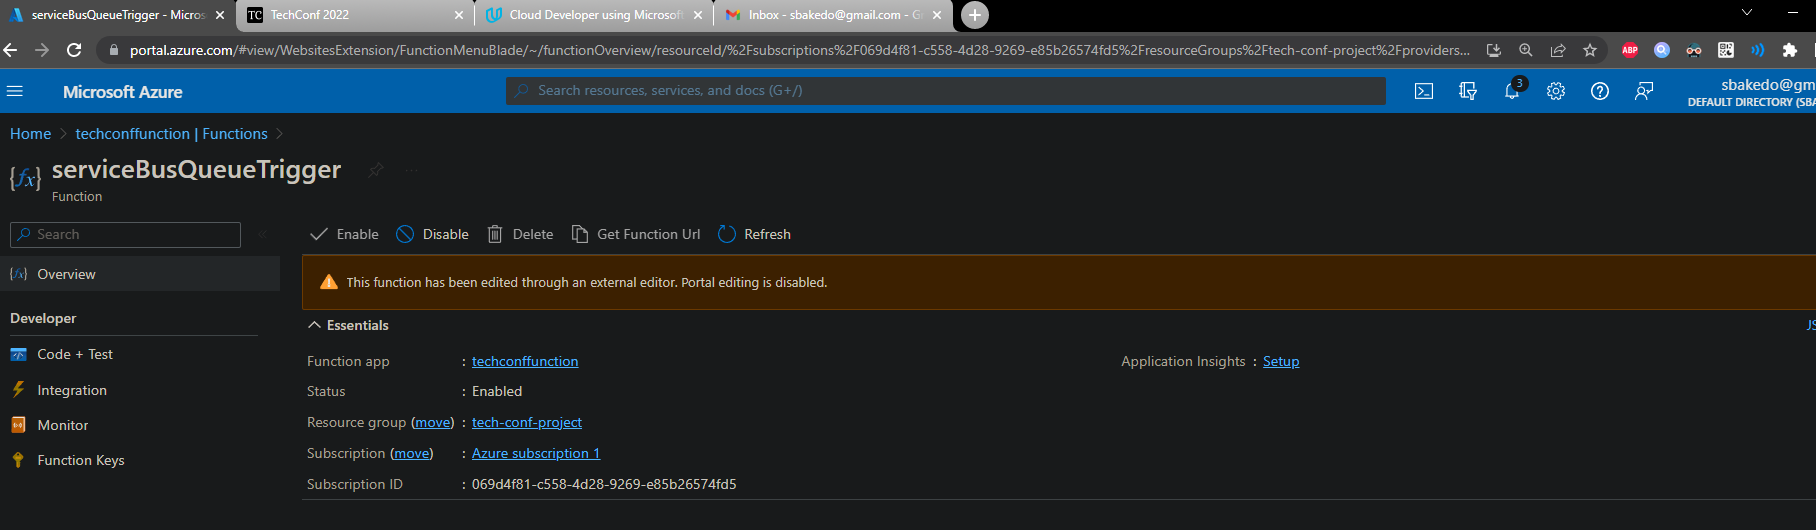 serviceBusQueueTrigger - Micros
TechConf 2022
Cloud Developer using Microsoft
Inbox - sbakedo@gmail.com - G
portal.azure.com/#view/WebsitesExtension/FunctionMenuBlade/~/functionOverview/resourceId/%2Fsubscriptions%2F069d4f81-c558-4d28-9269-e85b26574fd5%2FresourceGroups%2Ftech-conf-project%2Fproviders...
ABP
Microsoft Azure
Search resources, services, and docs (G+/)
3
sbakedo@gm
DEFAULT DIRECTORY (SBA
Home > techconffunction | Functions >
serviceBusQueueTrigger
Function
Search
Enable Disable Delete Get Function Url Refresh
Overview
This function has been edited through an external editor. Portal editing is disabled.
Developer
Essentials
JS
Code + Test
Function app : techconffunction
Application Insights : Setup
Integration
Status : Enabled
Monitor
Resource group (move) : tech-conf-project
Function Keys
Subscription (move) : Azure subscription 1
Subscription ID : 069d4f81-c558-4d28-9269-e85b26574fd5